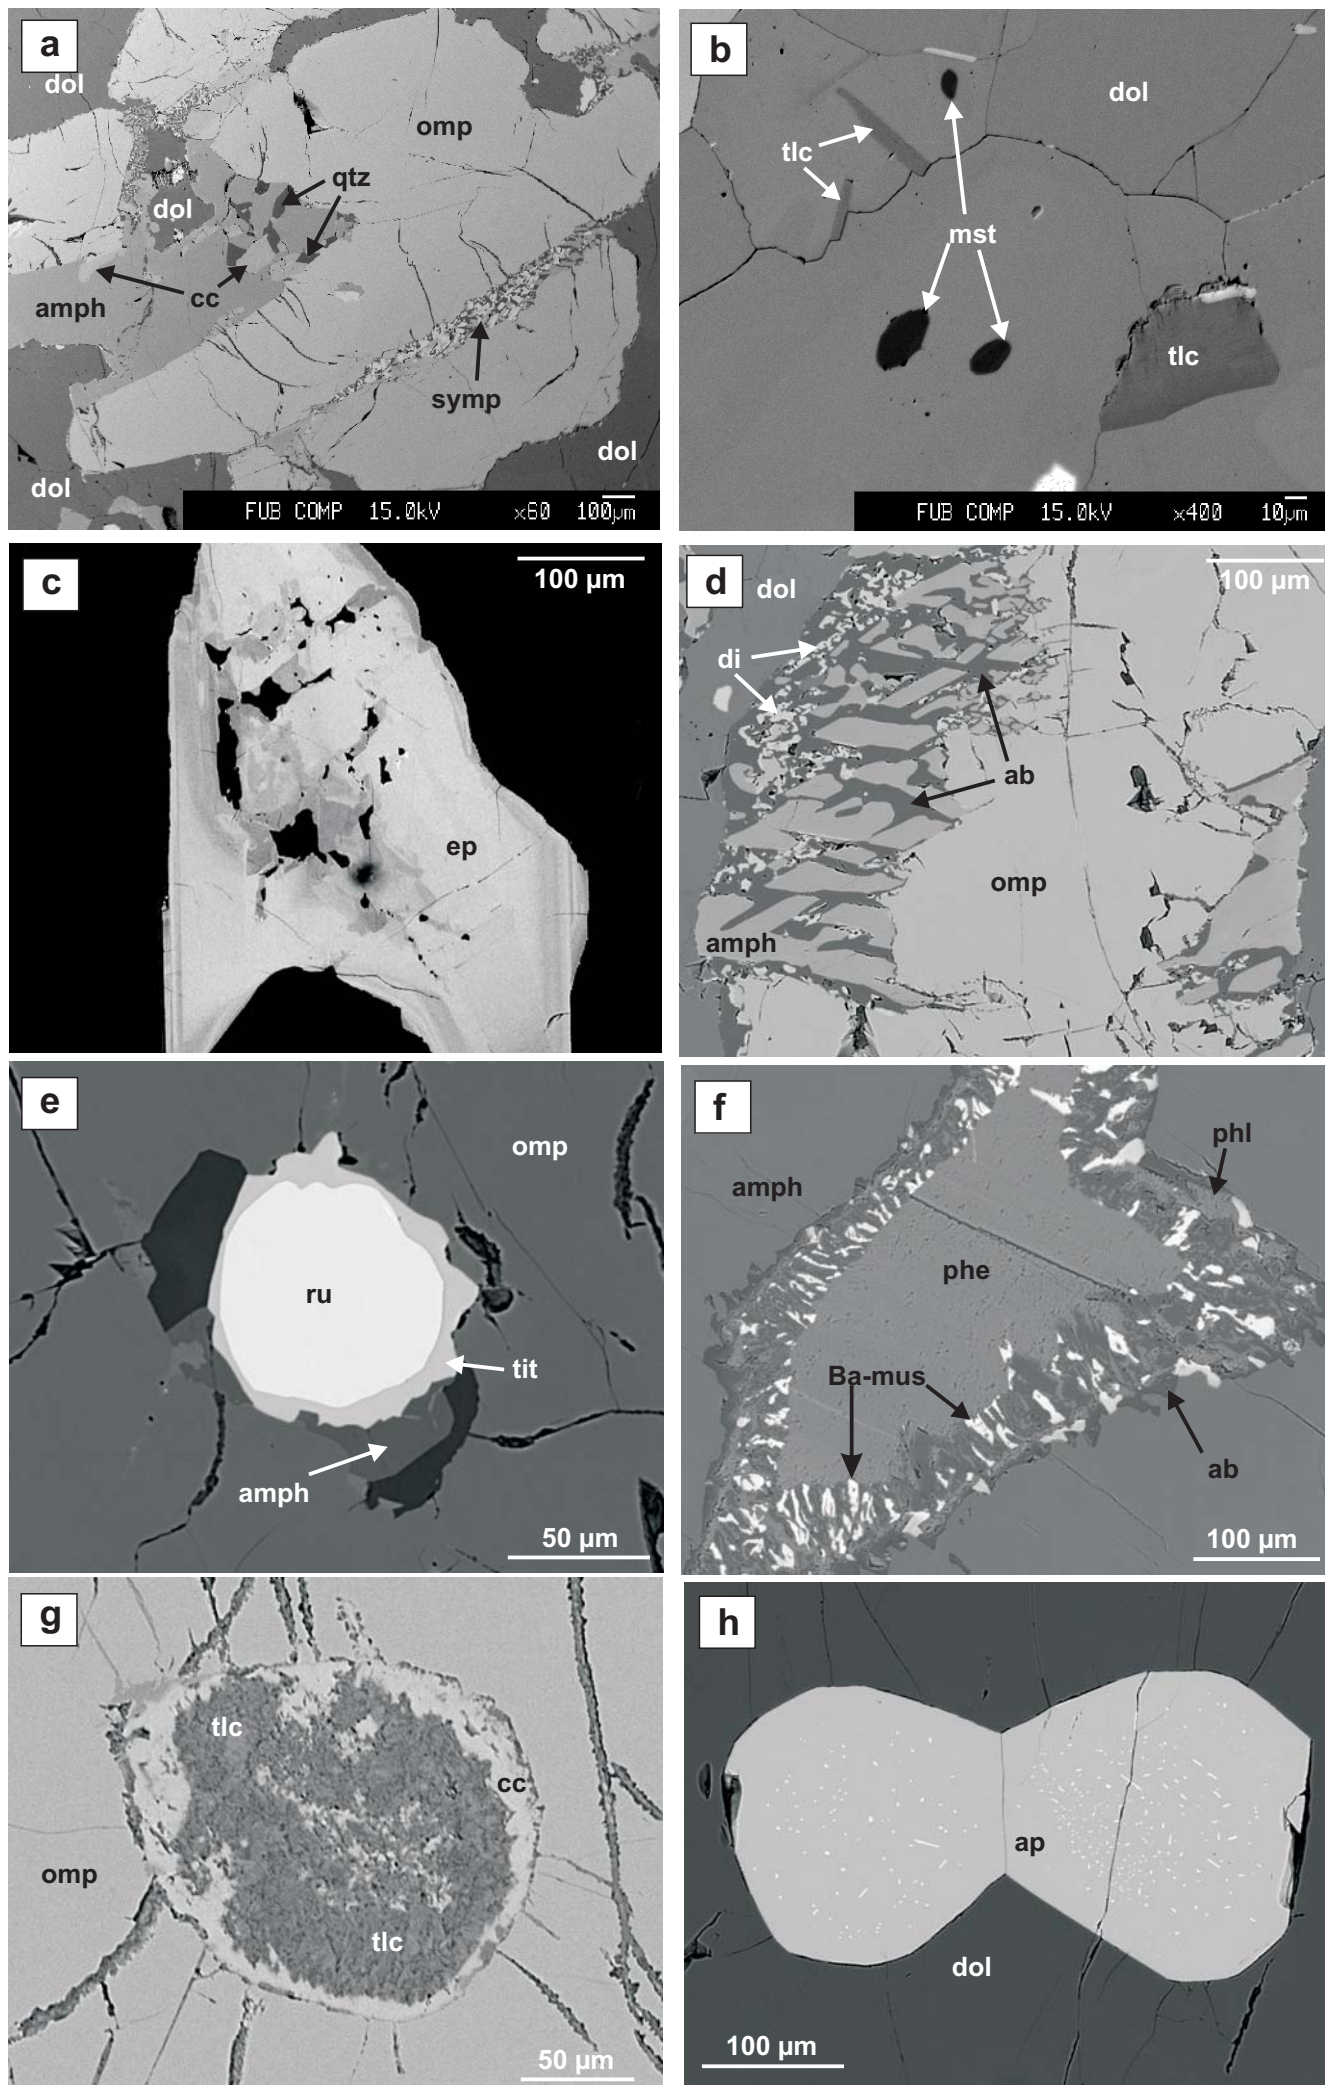 a
dol
omp
qtz
dol
cc
amph
symp
dol
dol
FUB COMP 15.0kV x60 100µm
b
dol
tlc
mst
tlc
FUB COMP 15.0kV x400 10µm
c
100 µm
ep
d
dol
100 µm
di
ab
omp
amph
e
omp
ru
tit
amph
50 µm
f
phl
amph
phe
Ba-mus
ab
100 µm
g
tlc
cc
omp
tlc
50 µm
h
ap
dol
100 µm